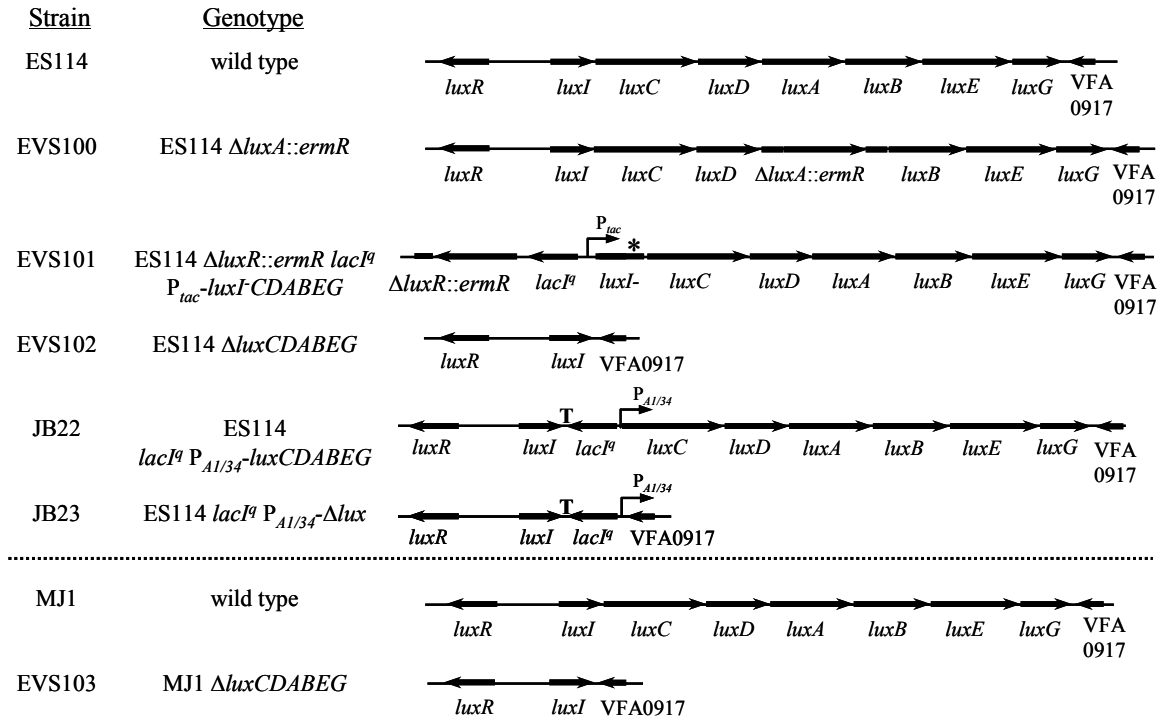 Strain Genotype
ES114 wild type
luxR luxI luxC luxD luxA luxB luxE luxG VFA
0917
EVS100 ES114 ΔluxA::ermR
luxR luxI luxC luxD ΔluxA::ermR luxB luxE luxG VFA
0917
Ptac
*
EVS101 ES114 ΔluxR::ermR lacIq
Ptac-luxI-CDABEG
ΔluxR::ermR lacIq luxI- luxC luxD luxA luxB luxE luxG VFA
0917
EVS102 ES114 ΔluxCDABEG
luxR luxI VFA0917
PA1/34
T
JB22 ES114
lacIq PA1/34-luxCDABEG
luxR luxI lacIq luxC luxD luxA luxB luxE luxG VFA
0917
PA1/34
T
JB23 ES114 lacIq PA1/34-Δlux
luxR luxI lacIq VFA0917
MJ1 wild type
luxR luxI luxC luxD luxA luxB luxE luxG VFA
0917
EVS103 MJ1 ΔluxCDABEG
luxR luxI VFA0917